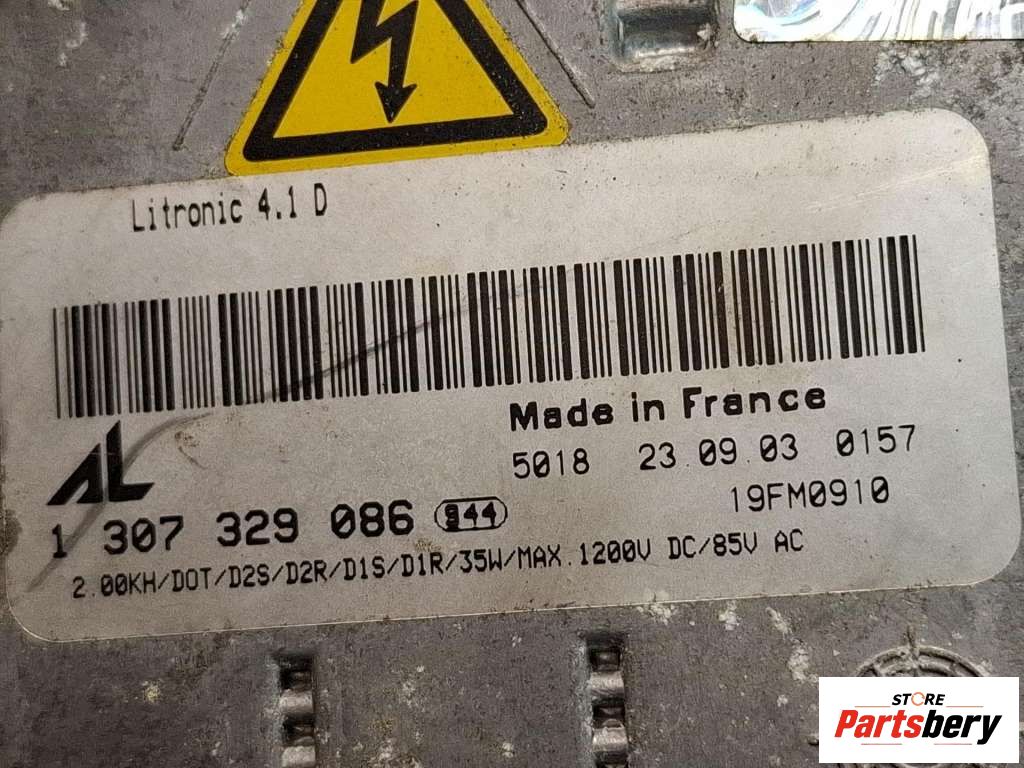 Litronic 4.1 D
Made in France
5018 23.09.03 0157
19FM0910
AL
1 307 329 086 944
2.00KH/DOT/D2S/D2R/D1S/D1R/35W/MAX.1200V DC/85V AC
STORE
Partsbery